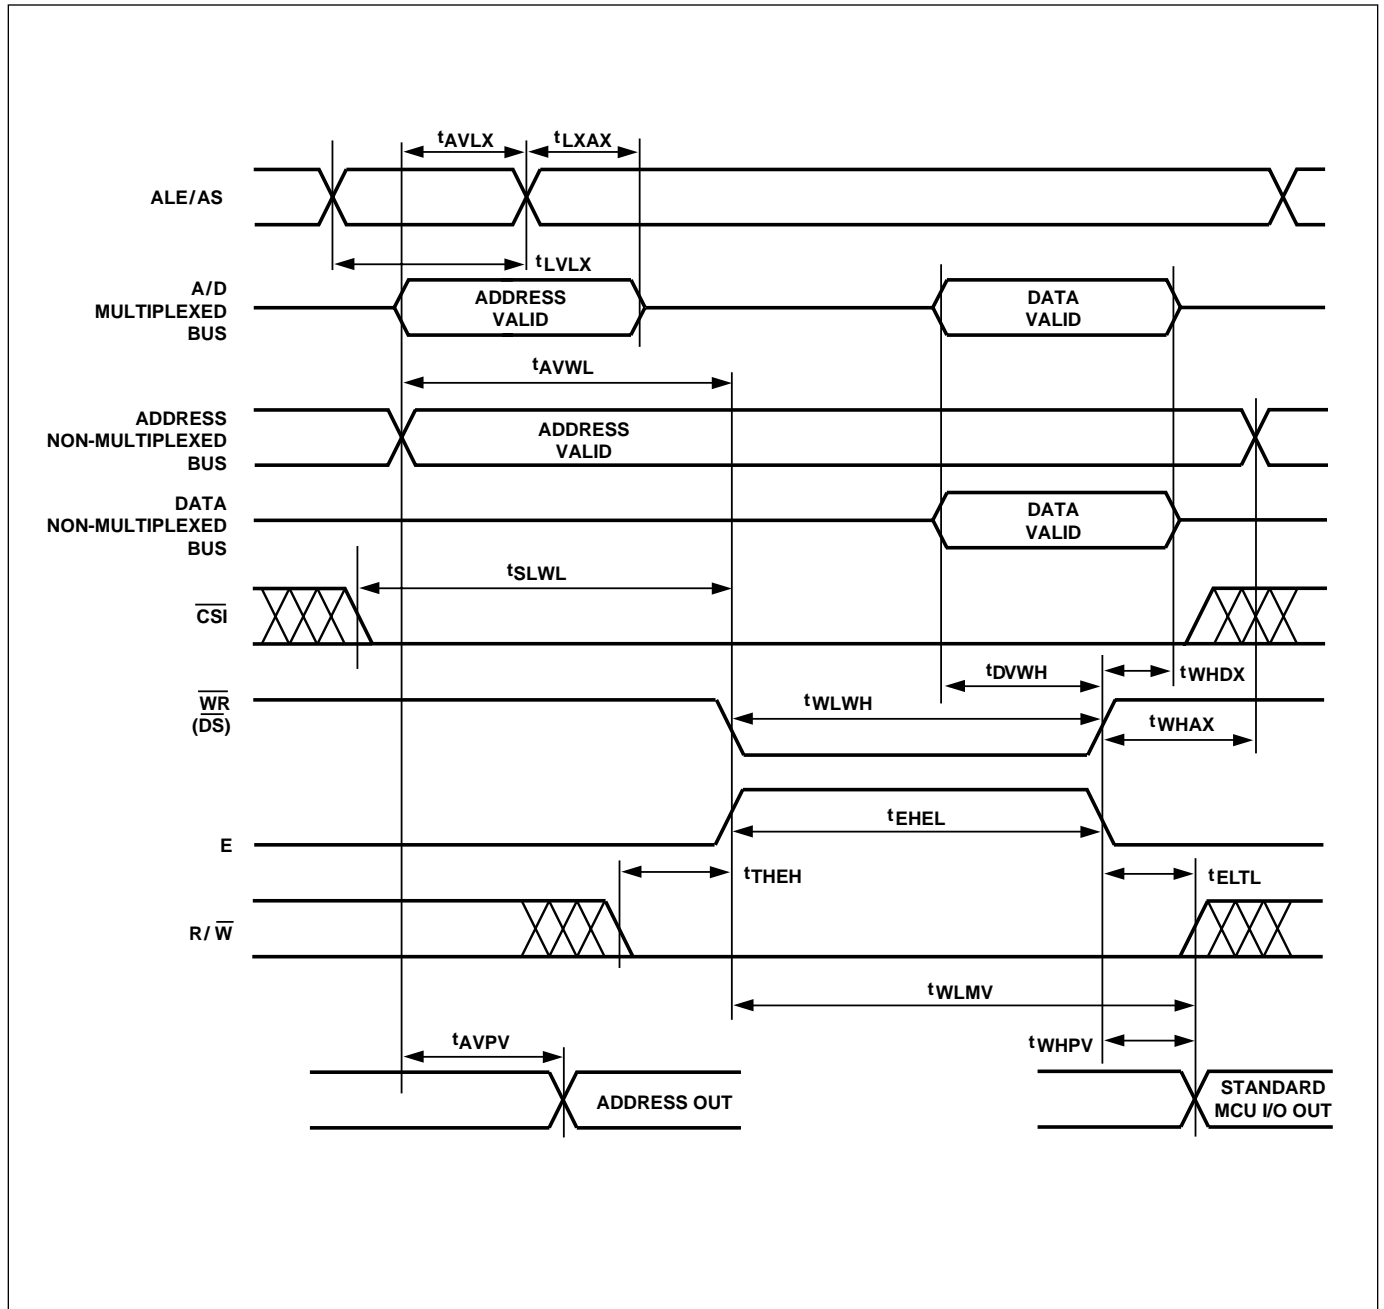 tAVLX
tLXAX
ALE/AS
tLVLX
A/D
MULTIPLEXED
BUS
ADDRESS
VALID
DATA
VALID
tAVWL
ADDRESS
NON-MULTIPLEXED
BUS
ADDRESS
VALID
DATA
NON-MULTIPLEXED
BUS
DATA
VALID
tSLWL
CSI
tDVWH
tWHDX
WR
(DS)
tWLWH
tWHAX
tEHEL
E
tTHEH
tELTL
R/W
tWLMV
tAVPV
tWHPV
ADDRESS OUT
STANDARD
MCU I/O OUT